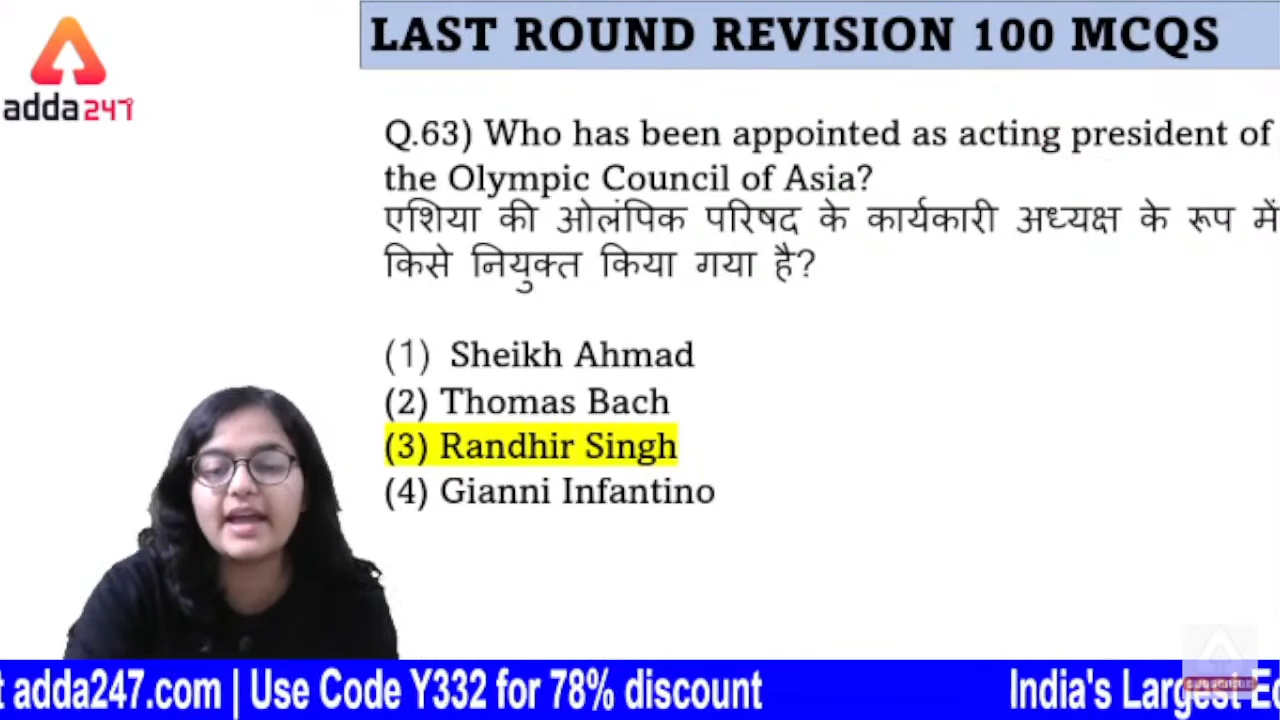 LAST ROUND REVISION 100 MCQS
adda247
Q.63) Who has been appointed as acting president of
the Olympic Council of Asia?
एशिया की ओलंपिक परिषद के कार्यकारी अध्यक्ष के रूप में
किसे नियुक्त किया गया है?
(1) Sheikh Ahmad
(2) Thomas Bach
(3) Randhir Singh
(4) Gianni Infantino
t adda247.com | Use Code Y332 for 78% discount
India's Largest Ed